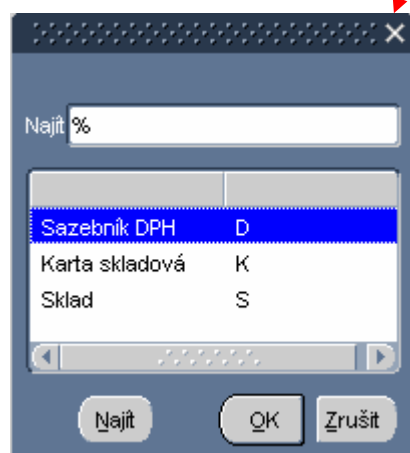 Najít %
Sazebník DPH D
Karta skladová K
Sklad S
Najít OK Zrušit